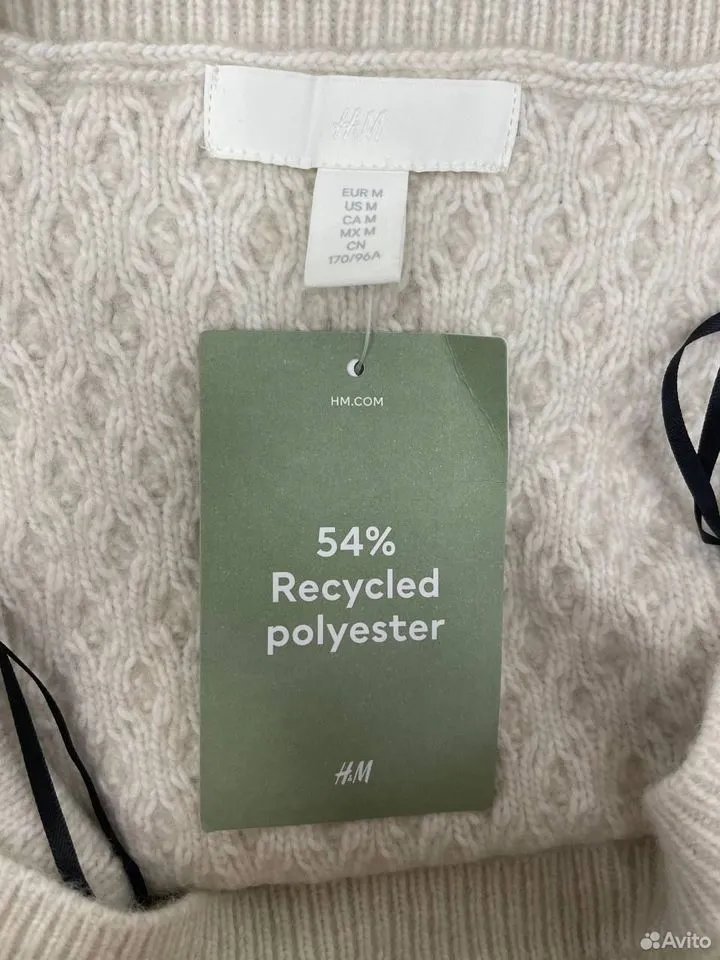 H&M
EUR M
US M
CA M
MX M
CN
170/96A
HM.COM
54%
Recycled
polyester
H&M
Avito